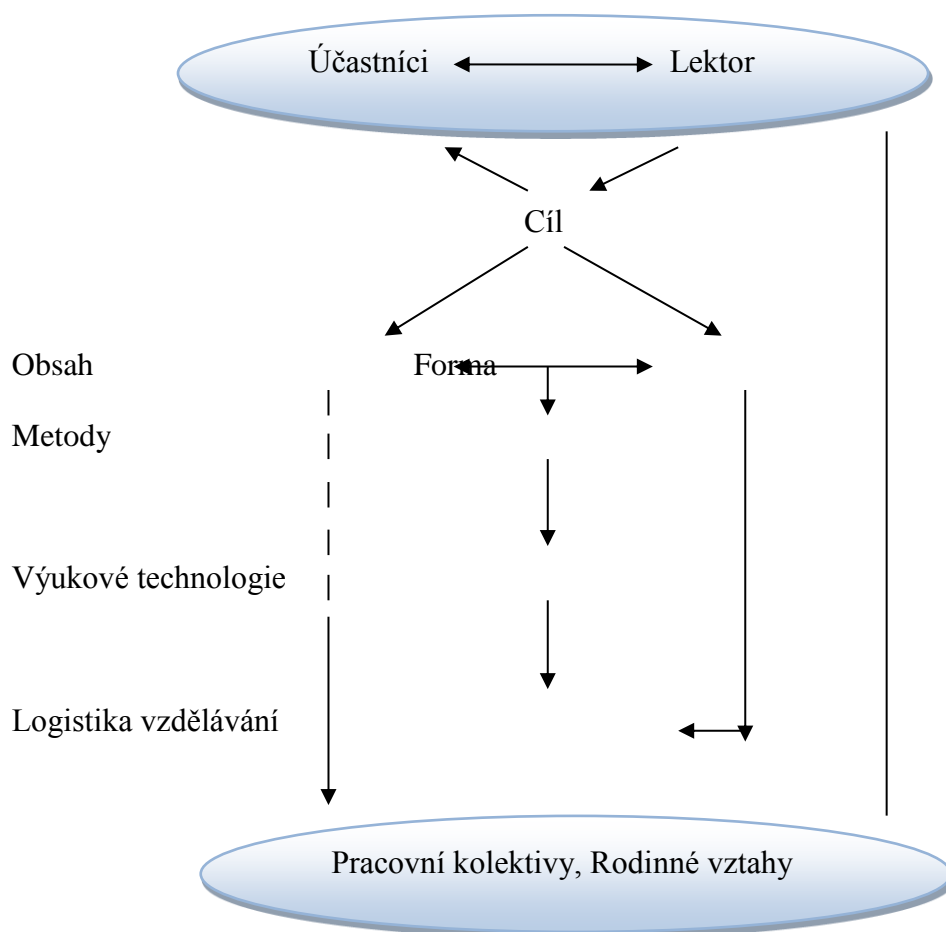 Účastníci Lektor
Cíl
Obsah Forma
Metody
Výukové technologie
Logistika vzdělávání
Pracovní kolektivy, Rodinné vztahy